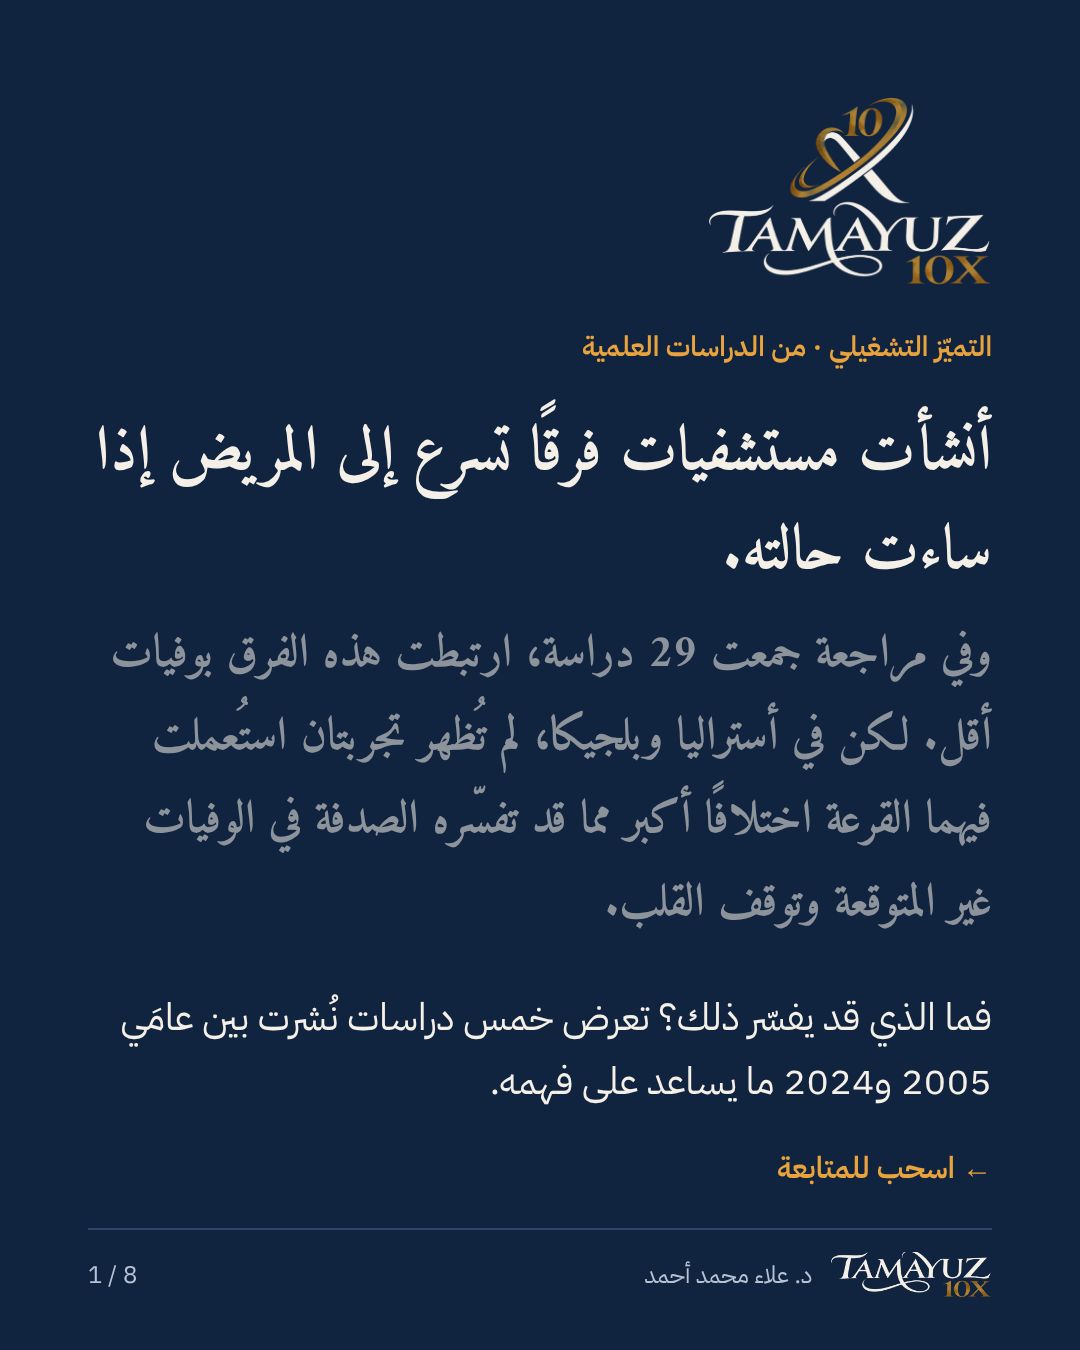 10
TAMAYUZ
10X
التميّز التشغيلي · من الدراسات العلمية
أنشأت مستشفيات فرقًا تسرع إلى المريض إذا
ساءت حالته.
وفي مراجعة جمعت 29 دراسة، ارتبطت هذه الفرق بوفيات
أقل. لكن في أستراليا وبلجيكا، لم تُظهر تجربتان استُعملت
فيهما القرعة اختلافًا أكبر مما قد تفسّره الصدفة في الوفيات
غير المتوقعة وتوقف القلب.
فما الذي قد يفسّر ذلك؟ تعرض خمس دراسات نُشرت بين عامَي
2005 و2024 ما يساعد على فهمه.
← اسحب للمتابعة
TAMAYUZ
10X
د. علاء محمد أحمد
1 / 8